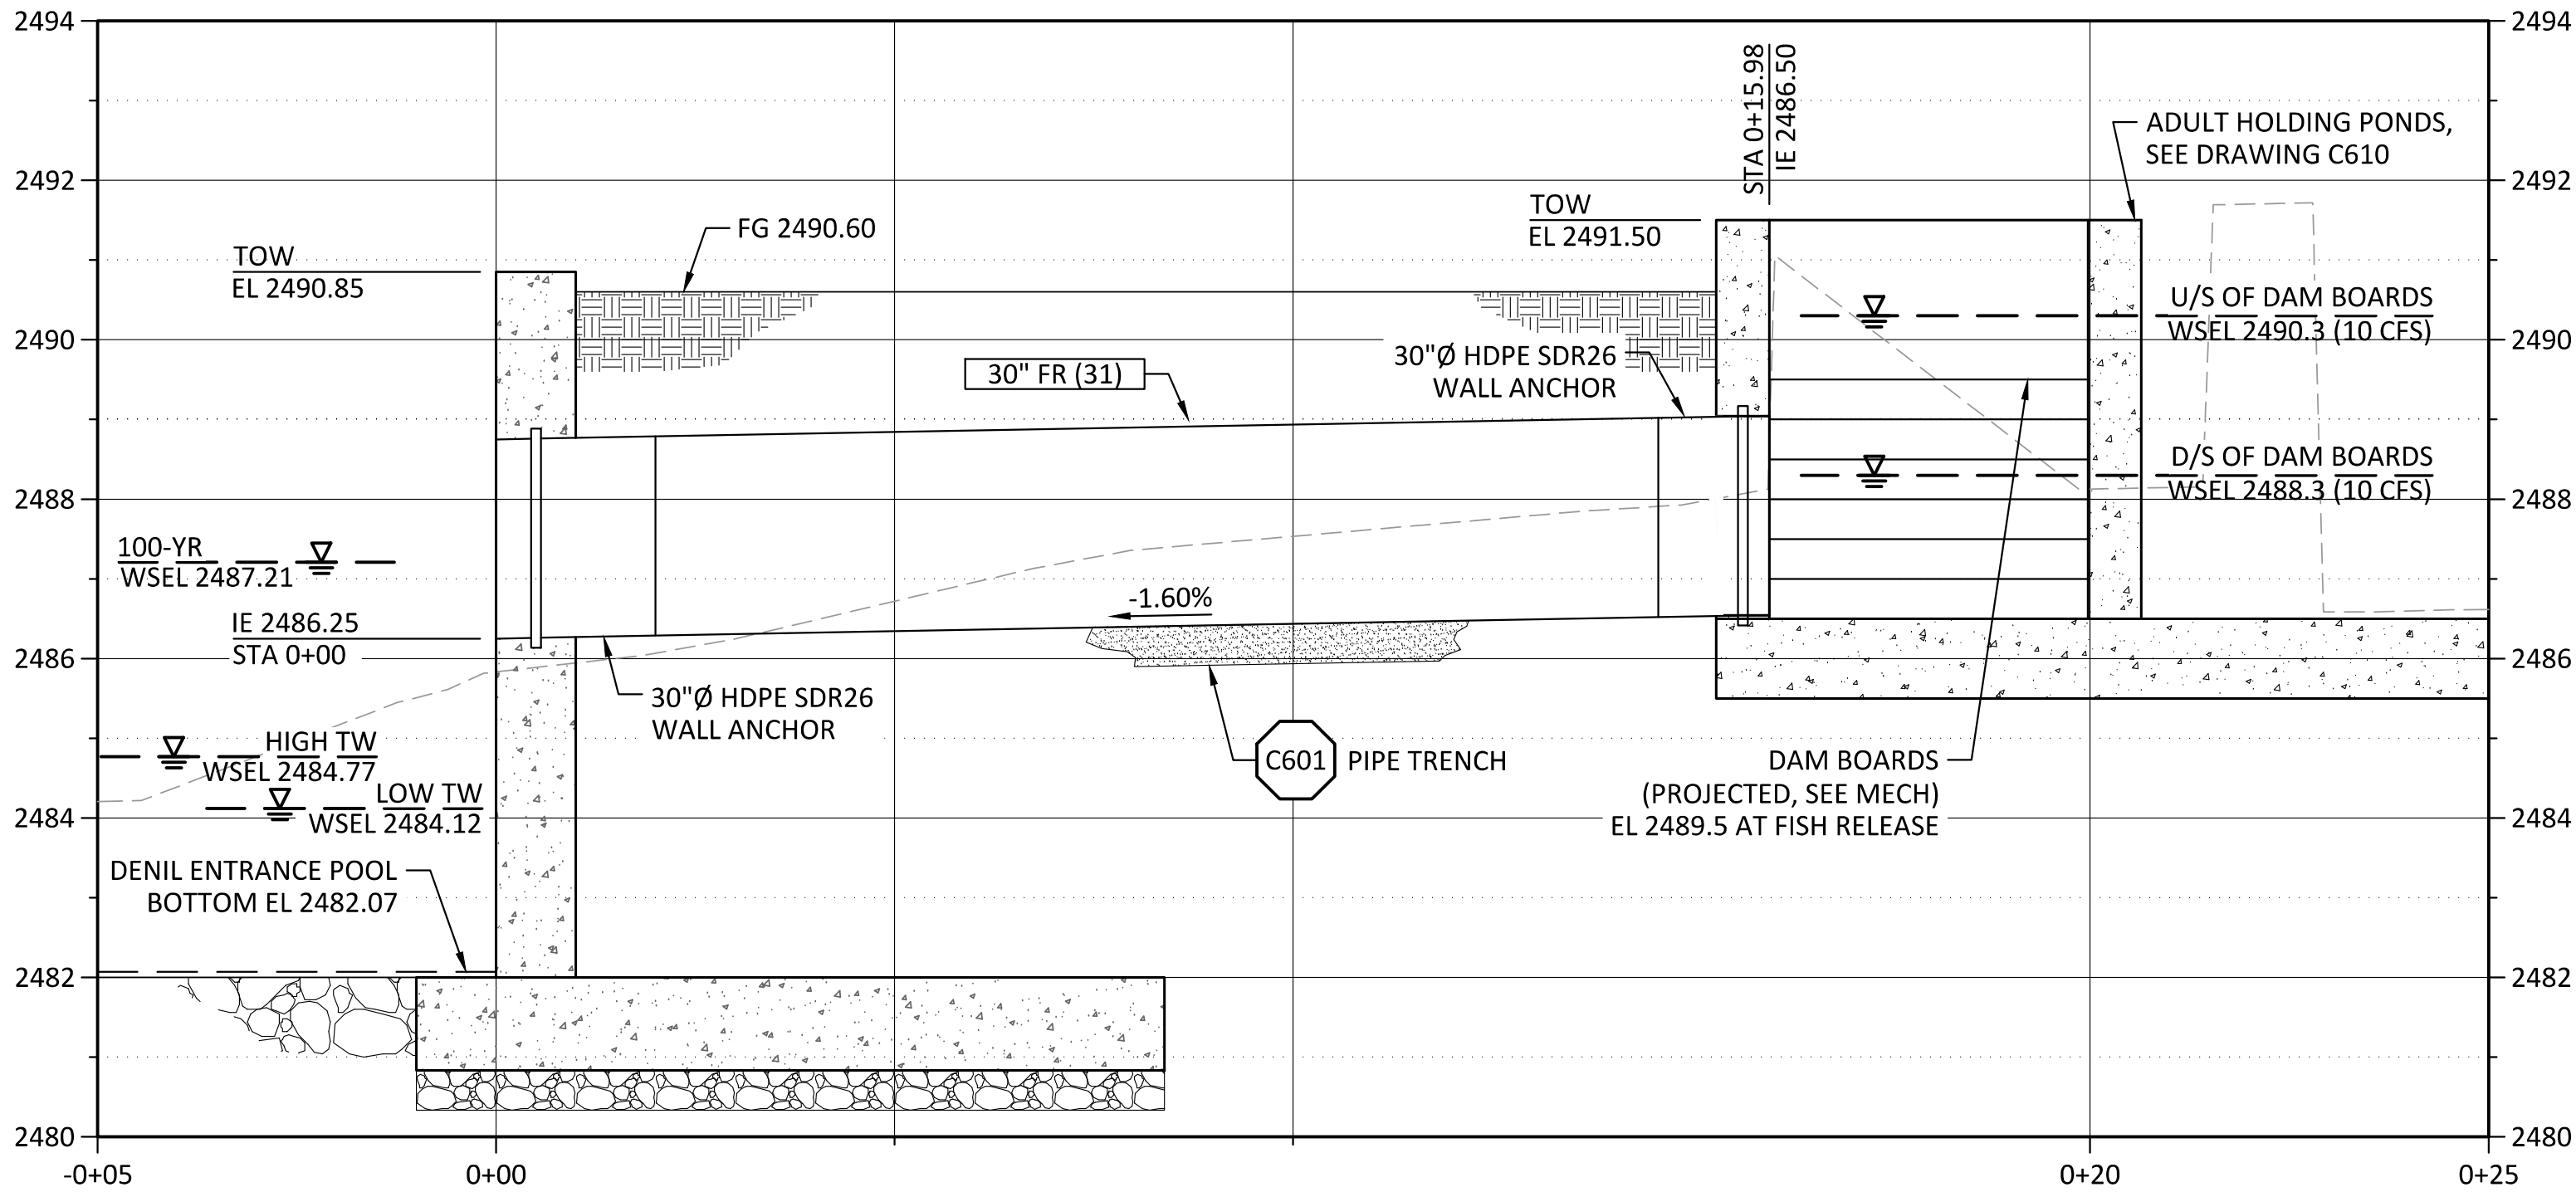 2494
2494
STA 0+15.98
IE 2486.50
ADULT HOLDING PONDS,
SEE DRAWING C610
2492
2492
TOW
EL 2491.50
FG 2490.60
TOW
EL 2490.85
U/S OF DAM BOARDS
WSEL 2490.3 (10 CFS)
2490
2490
30" FR (31)
30"Ø HDPE SDR26
WALL ANCHOR
D/S OF DAM BOARDS
WSEL 2488.3 (10 CFS)
2488
2488
100-YR
WSEL 2487.21
-1.60%
IE 2486.25
STA 0+00
2486
2486
30"Ø HDPE SDR26
WALL ANCHOR
HIGH TW
WSEL 2484.77
C601
PIPE TRENCH
DAM BOARDS
(PROJECTED, SEE MECH)
EL 2489.5 AT FISH RELEASE
LOW TW
WSEL 2484.12
2484
2484
DENIL ENTRANCE POOL
BOTTOM EL 2482.07
2482
2482
2480
2480
-0+05
0+00
0+20
0+25